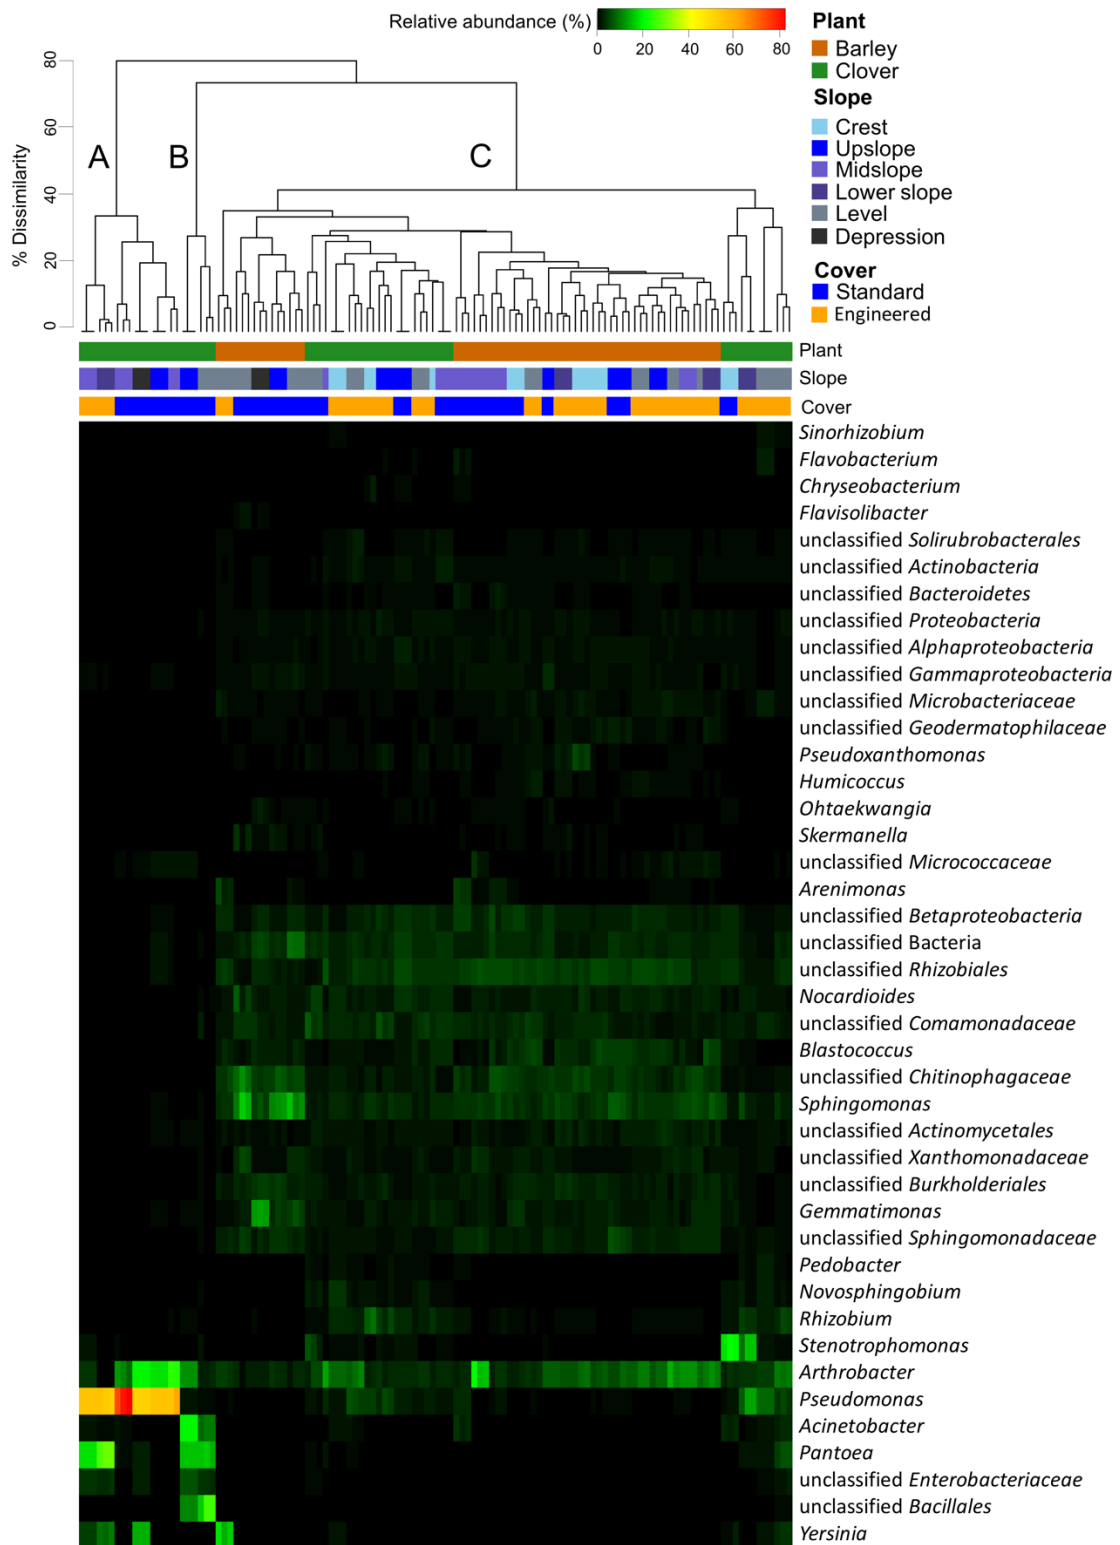 Relative abundance (%)
0 20 40 60 80
Plant
Barley
Clover
Slope
Crest
Upslope
Midslope
Lower slope
Level
Depression
Cover
Standard
Engineered
% Dissimilarity
80
60
40
20
0
A B C
Plant
Slope
Cover
Sinorhizobium
Flavobacterium
Chryseobacterium
Flavisolibacter
unclassified Solirubrobacterales
unclassified Actinobacteria
unclassified Bacteroidetes
unclassified Proteobacteria
unclassified Alphaproteobacteria
unclassified Gammaproteobacteria
unclassified Microbacteriaceae
unclassified Geodermatophilaceae
Pseudoxanthomonas
Humicoccus
Ohtaekwangia
Skermanella
unclassified Micrococcaceae
Arenimonas
unclassified Betaproteobacteria
unclassified Bacteria
unclassified Rhizobiales
Nocardioides
unclassified Comamonadaceae
Blastococcus
unclassified Chitinophagaceae
Sphingomonas
unclassified Actinomycetales
unclassified Xanthomonadaceae
unclassified Burkholderiales
Gemmatimonas
unclassified Sphingomonadaceae
Pedobacter
Novosphingobium
Rhizobium
Stenotrophomonas
Arthrobacter
Pseudomonas
Acinetobacter
Pantoea
unclassified Enterobacteriaceae
unclassified Bacillales
Yersinia